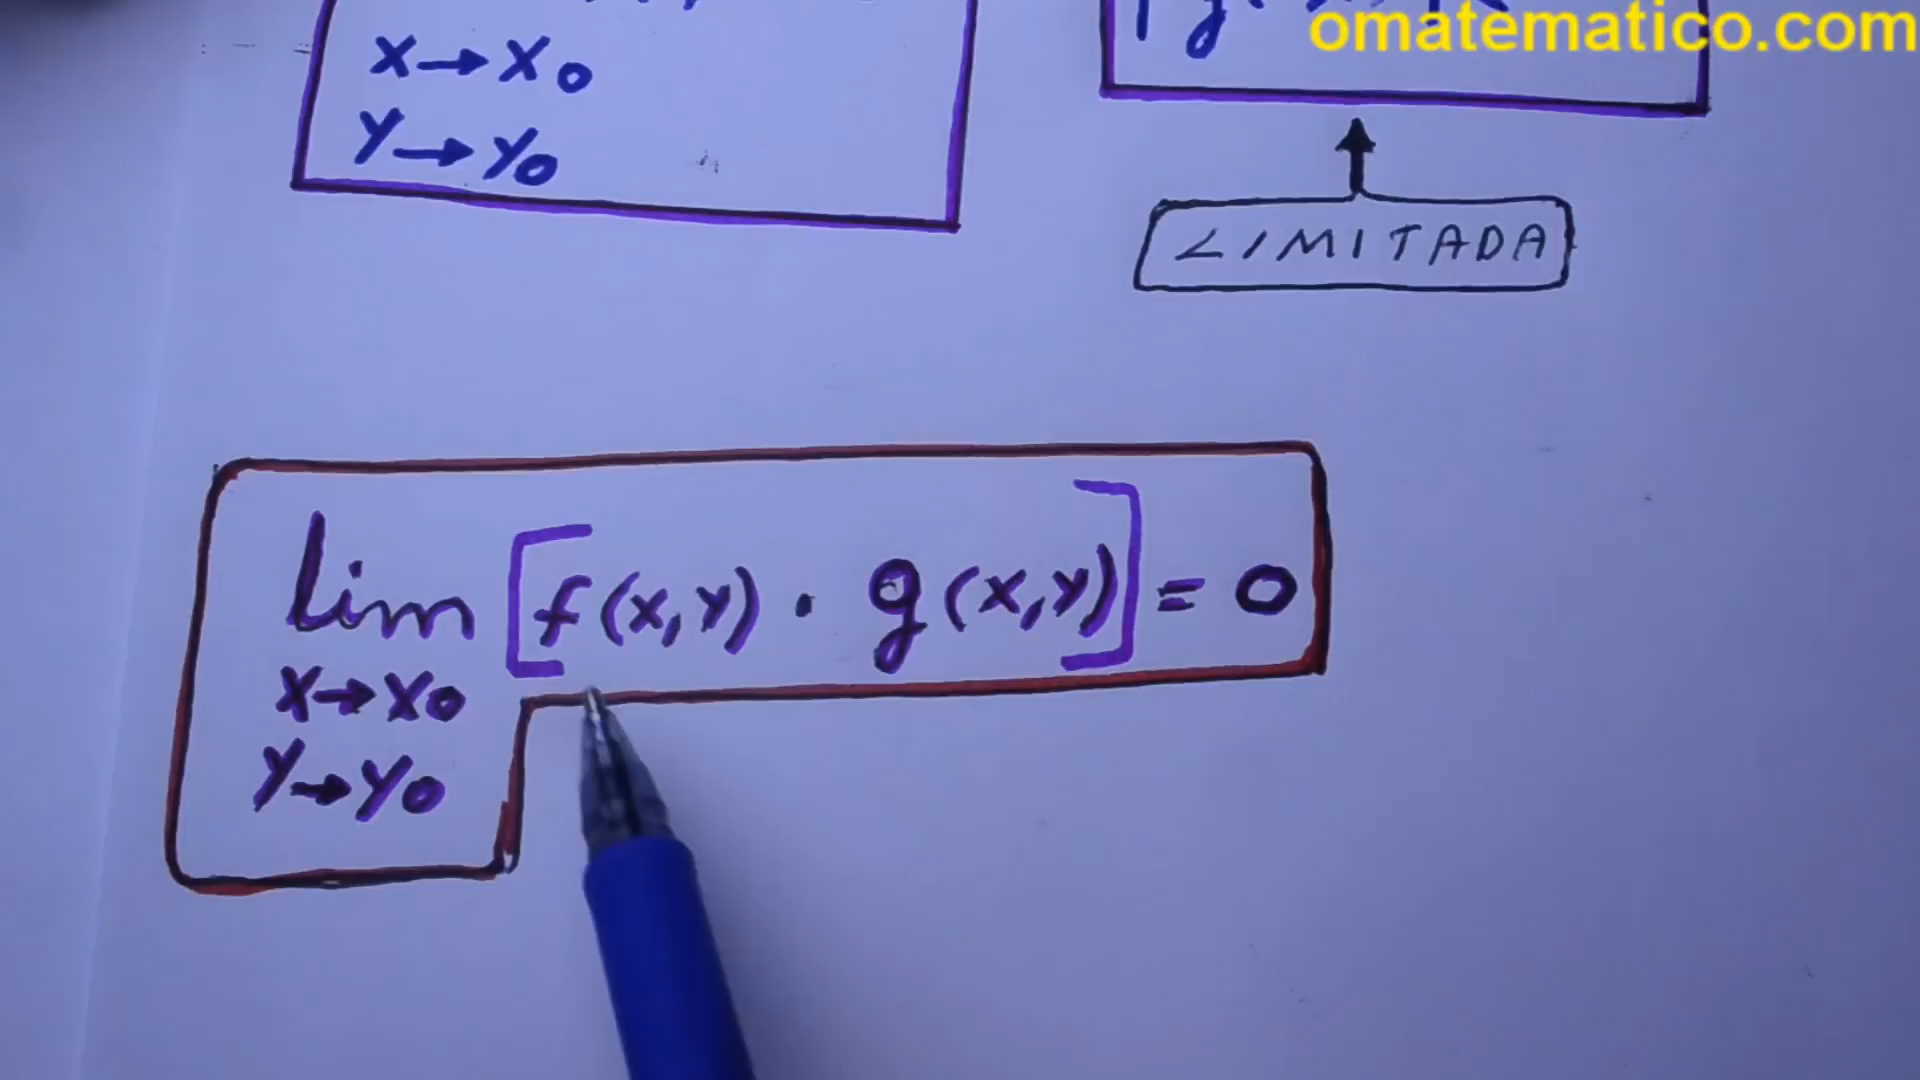 omatematico.com
x→x0
y→y0
LIMITADA
lim [f(x,y) · g(x,y)] = 0
x→x0
y→y0